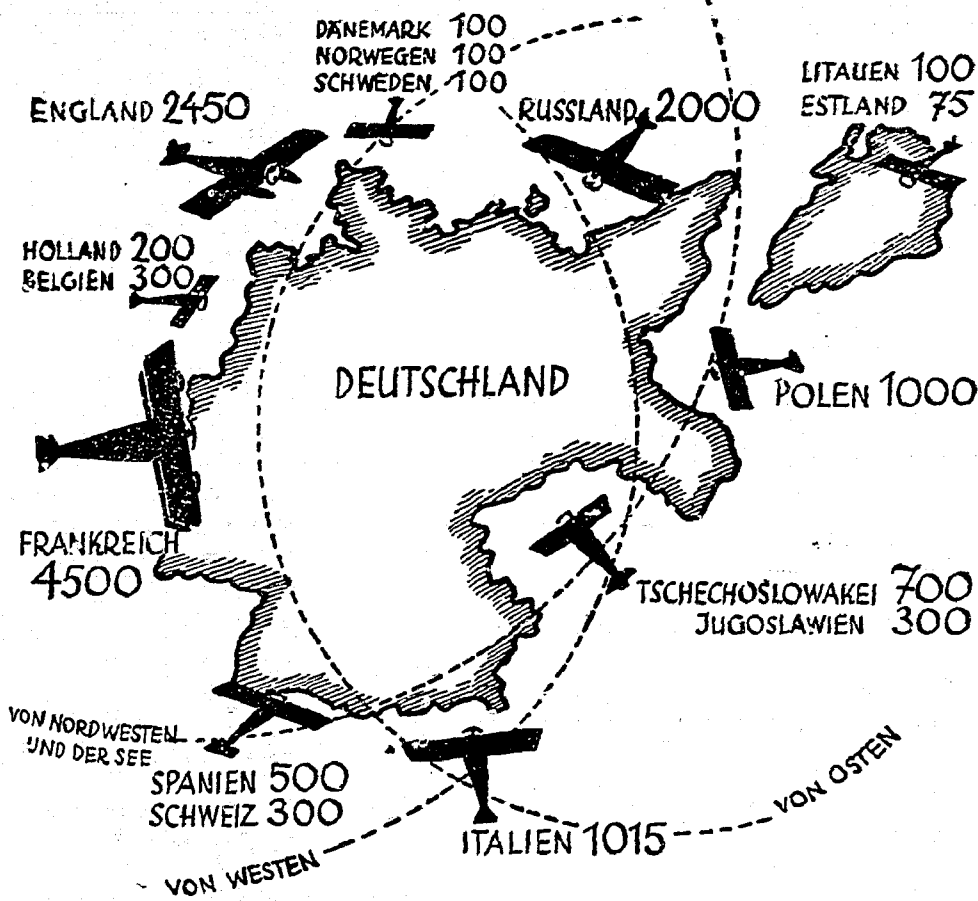 DÄNEMARK 100
NORWEGEN 100
SCHWEDEN 100
LITAUEN 100
ESTLAND 75
ENGLAND 2450
RUSSLAND 2000
HOLLAND 200
BELGIEN 300
DEUTSCHLAND
POLEN 1000
FRANKREICH
4500
TSCHECHOSLOWAKEI 700
JUGOSLAWIEN 300
VON NORDWESTEN
UND DER SEE
SPANIEN 500
SCHWEIZ 300
VON OSTEN
ITALIEN 1015
VON WESTEN